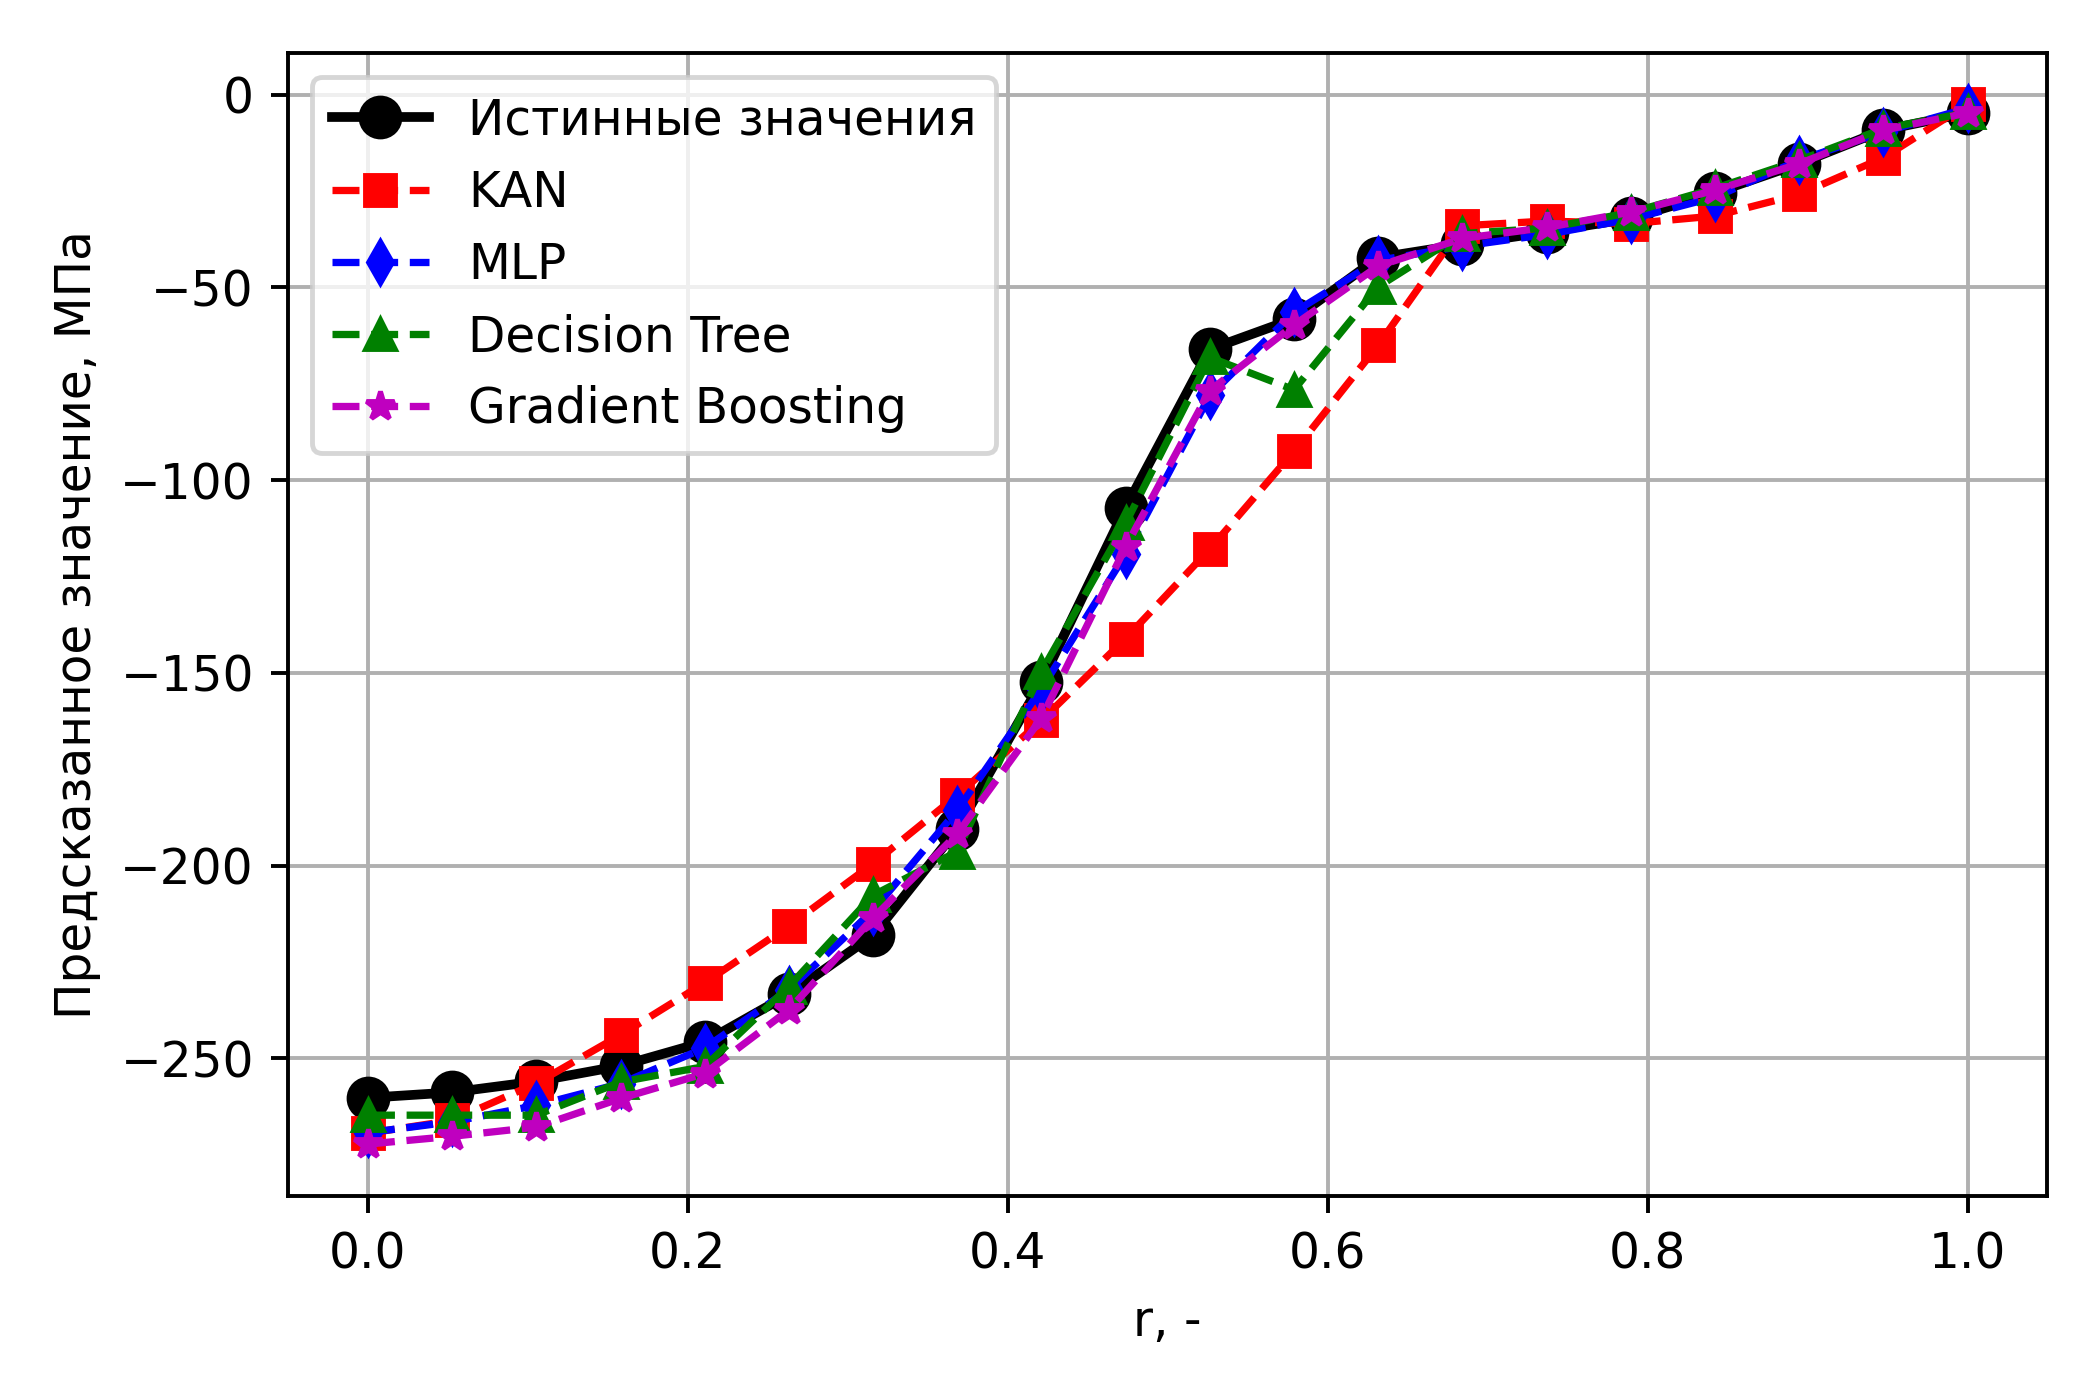 Истинные значения
KAN
MLP
Decision Tree
Gradient Boosting
Предсказанное значение, МПа
0
−50
−100
−150
−200
−250
0.0 0.2 0.4 0.6 0.8 1.0
r, -